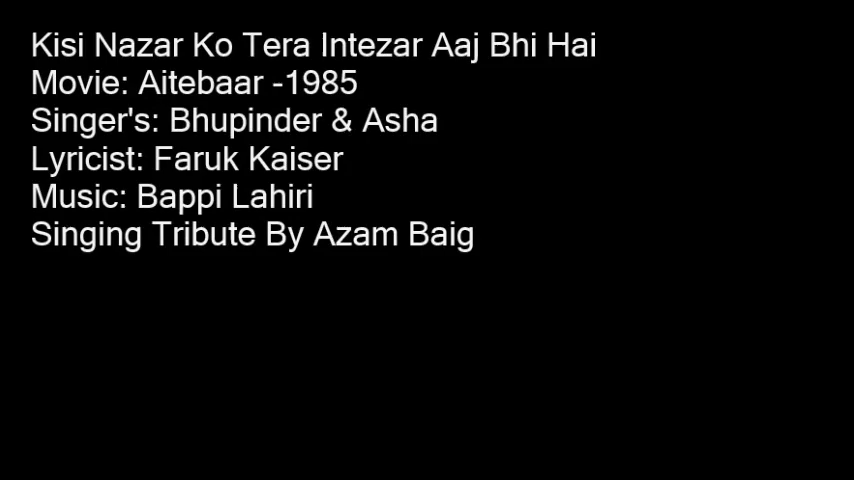 Kisi Nazar Ko Tera Intezar Aaj Bhi Hai
Movie: Aitebaar -1985
Singer's: Bhupinder & Asha
Lyricist: Faruk Kaiser
Music: Bappi Lahiri
Singing Tribute By Azam Baig